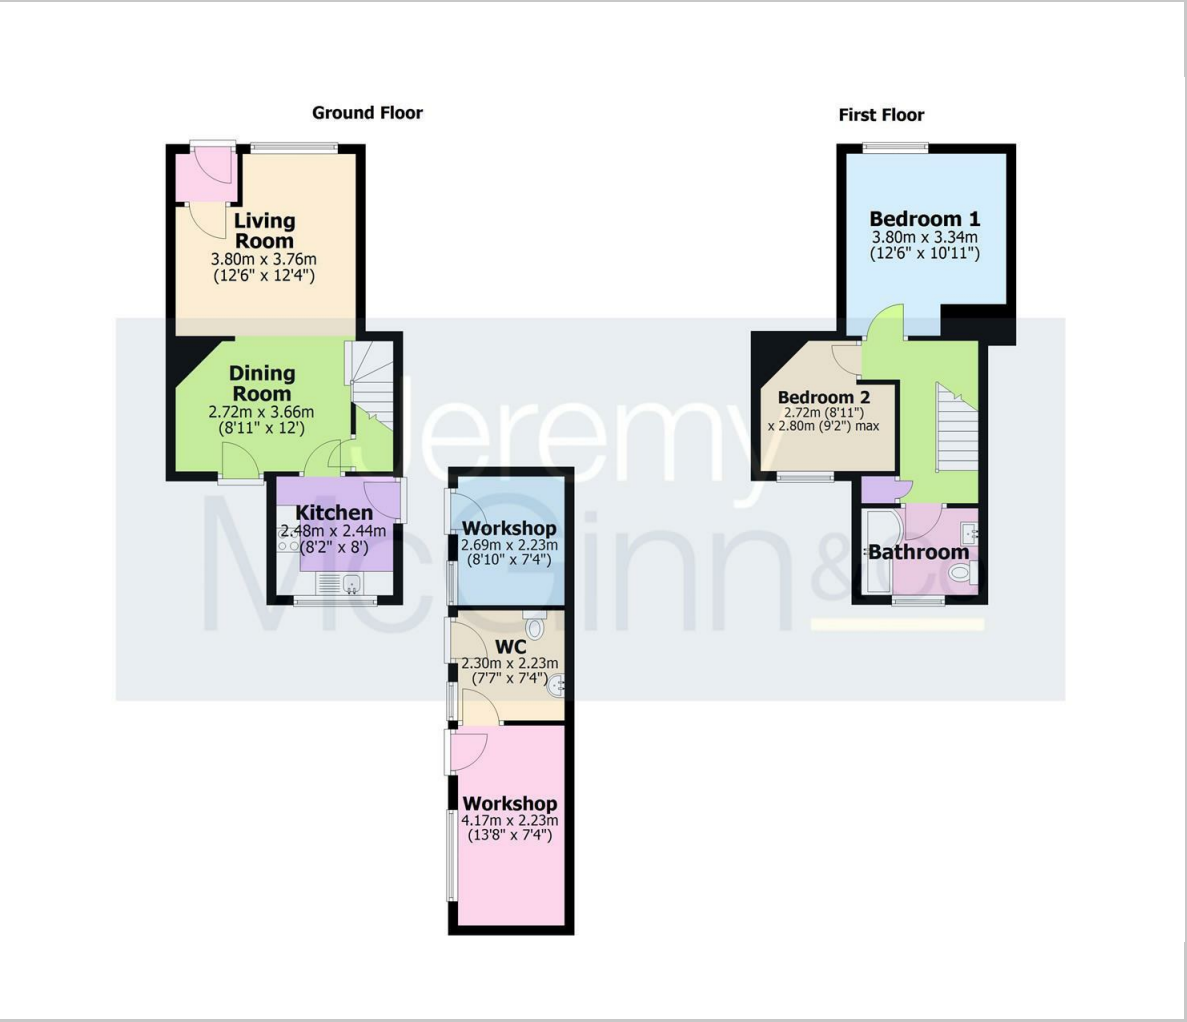 Ground Floor
First Floor
Living
Room
3.80m x 3.76m
(12'6" x 12'4")
Dining
Room
2.72m x 3.66m
(8'11" x 12')
Kitchen
2.48m x 2.44m
(8'2" x 8')
Workshop
2.69m x 2.23m
(8'10" x 7'4")
WC
2.30m x 2.23m
(7'7" x 7'4")
Workshop
4.17m x 2.23m
(13'8" x 7'4")
Bedroom 1
3.80m x 3.34m
(12'6" x 10'11")
Bedroom 2
2.72m (8'11")
x 2.80m (9'2") max
Bathroom
Jeremy
McGinn & Co